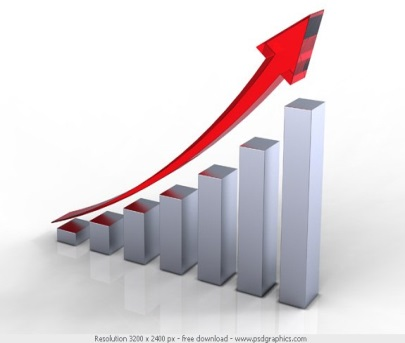 Resolution 3200 x 2400 px - free download - www.psdgraphics.com